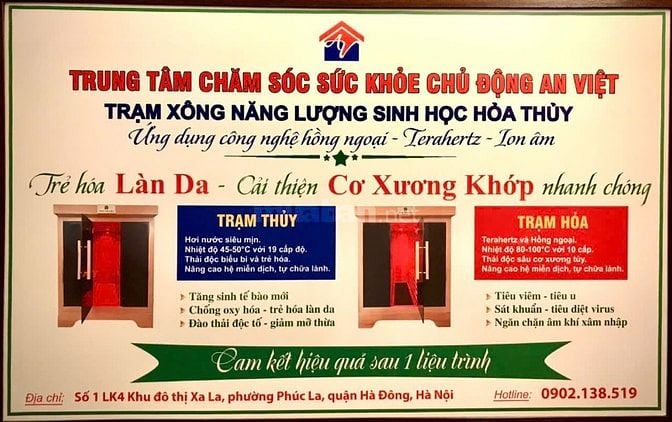 AV
TRUNG TÂM CHĂM SÓC SỨC KHỎE CHỦ ĐỘNG AN VIỆT
TRẠM XÔNG NĂNG LƯỢNG SINH HỌC HỎA THỦY
Ứng dụng công nghệ hồng ngoại - Terahertz - Ion âm
Trẻ hóa Làn Da - Cải thiện Cơ Xương Khớp nhanh chóng
TRẠM THỦY
Hơi nước siêu mịn.
Nhiệt độ 45-50°C với 19 cấp độ.
Thải độc biểu bì và trẻ hóa.
Nâng cao hệ miễn dịch, tự chữa lành.
Tăng sinh tế bào mới
Chống oxy hóa - trẻ hóa làn da
Đào thải độc tố - giảm mỡ thừa
TRẠM HỎA
Terahertz và Hồng ngoại.
Nhiệt độ 80-100°C với 10 cấp.
Thải độc sâu cơ xương tủy.
Nâng cao hệ miễn dịch, tự chữa lành.
Tiêu viêm - tiêu u
Sát khuẩn - tiêu diệt virus
Ngăn chặn âm khí xâm nhập
Cam kết hiệu quả sau 1 liệu trình
Địa chỉ: Số 1 LK4 Khu đô thị Xa La, phường Phúc La, quận Hà Đông, Hà Nội
Hotline: 0902.138.519